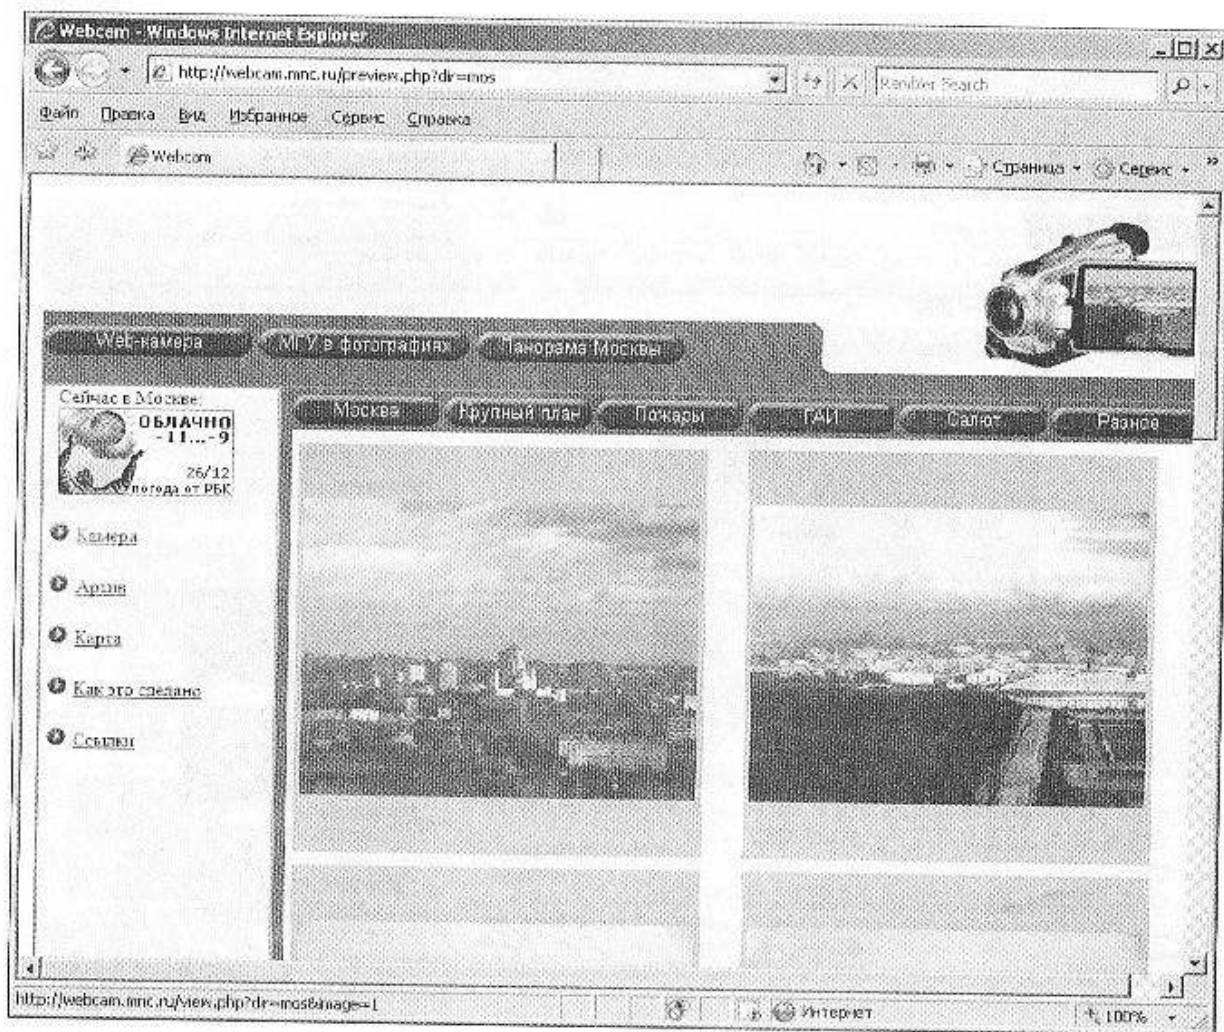 Webcam - Windows Internet Explorer
http://webcam.mnc.ru/preview.php?dir=mos
Rambler Search
Файл Правка Вид Избранное Сервис Справка
Webcam
Страница Сервис
Web-камера МГУ в фотографиях Панорама Москвы
Сейчас в Москве:
ОБЛАЧНО
-11...-9
26/12
погода от РБК
Москва Крупный план Пожары ГАИ Салют Разное
Камера
Архив
Карта
Как это сделано
Ссылки
http://webcam.mnc.ru/view.php?dir=mos&image=1
Интернет
100%